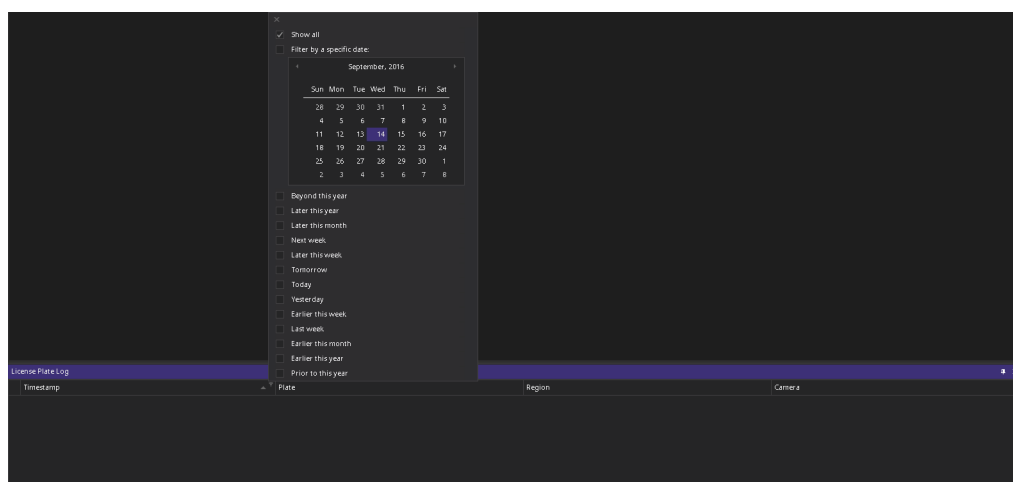 Show all
Filter by a specific date:
September, 2016
Sun Mon Tue Wed Thu Fri Sat
28 29 30 31 1 2 3
4 5 6 7 8 9 10
11 12 13 14 15 16 17
18 19 20 21 22 23 24
25 26 27 28 29 30 1
2 3 4 5 6 7 8
Beyond this year
Later this year
Later this month
Next week
Later this week
Tomorrow
Today
Yesterday
Earlier this week
Last week
Earlier this month
Earlier this year
Prior to this year
License Plate Log
Timestamp Plate Region Camera